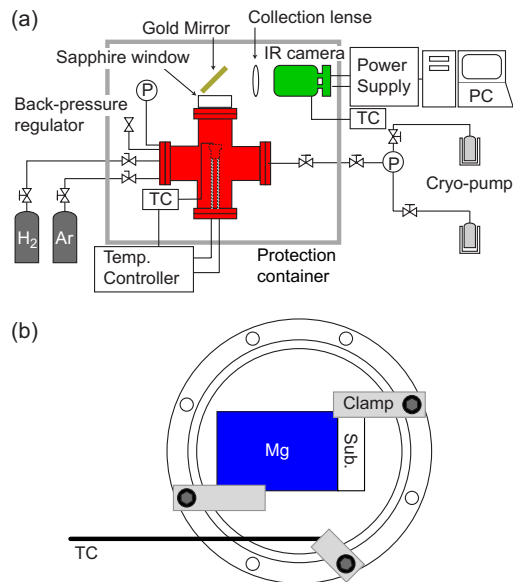 (a)
Gold Mirror
Collection lense
Sapphire window
IR camera
Power
Supply
PC
Back-pressure
regulator
P
TC
P
Cryo-pump
TC
H2
Ar
Temp.
Controller
Protection
container
(b)
Clamp
Mg
Sub.
TC